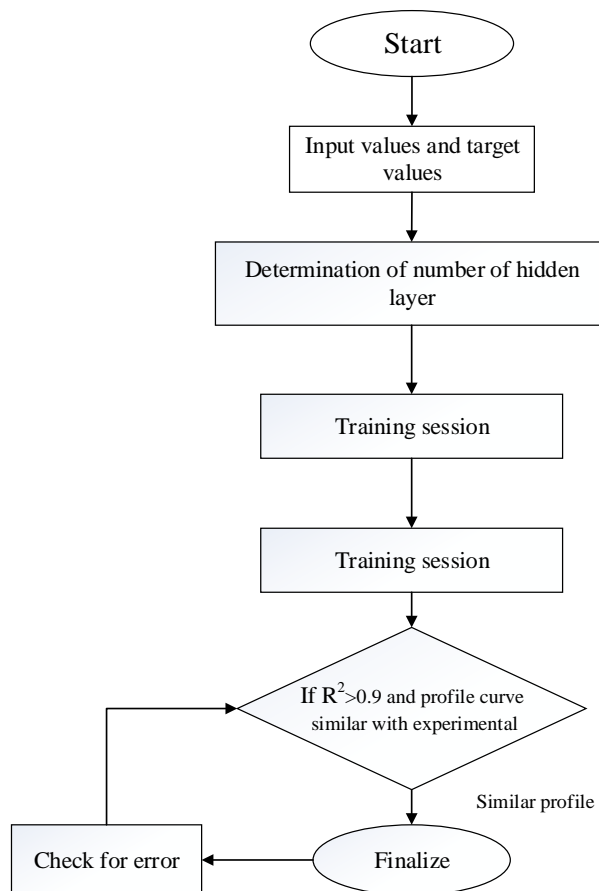 Start
Input values and target
values
Determination of number of hidden
layer
Training session
Training session
If R²>0.9 and profile curve
similar with experimental
Similar profile
Check for error
Finalize